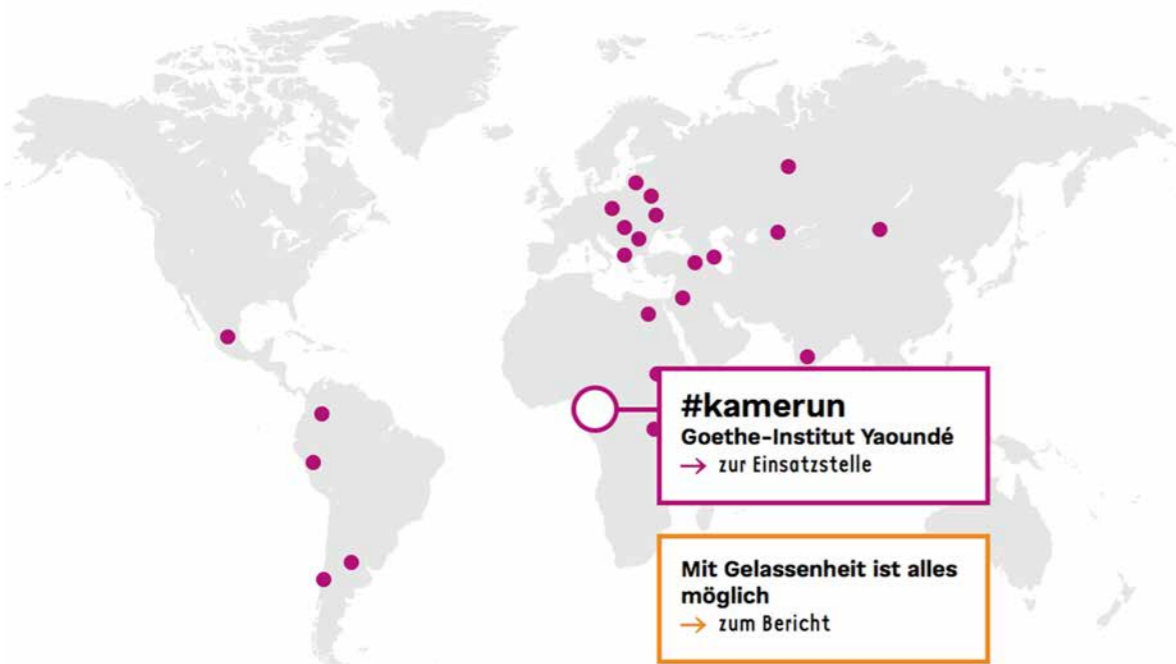 #kamerun
Goethe-Institut Yaoundé
→ zur Einsatzstelle
Mit Gelassenheit ist alles
möglich
→ zum Bericht